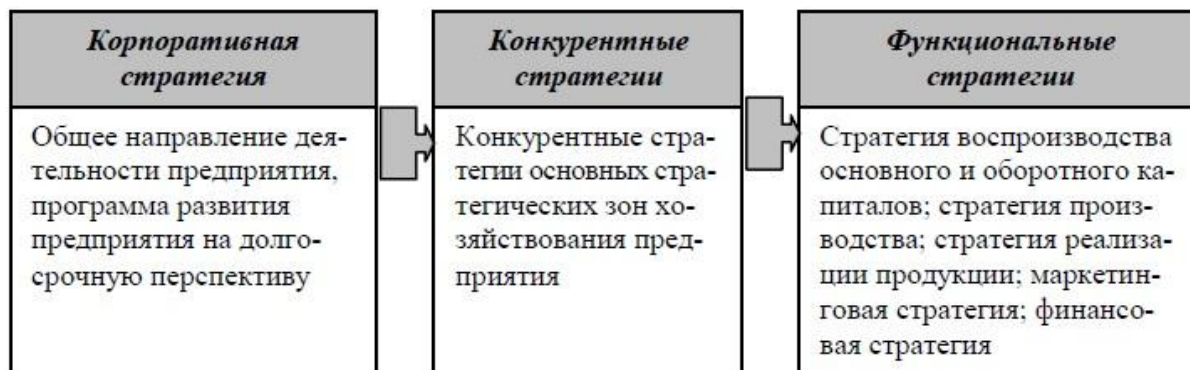 Корпоративная
стратегия
Общее направление дея-
тельности предприятия,
программа развития
предприятия на долго-
срочную перспективу
Конкурентные
стратегии
Конкурентные стра-
тегии основных стра-
тегических зон хо-
зяйствования пред-
приятия
Функциональные
стратегии
Стратегия воспроизводства
основного и оборотного ка-
питалов; стратегия произ-
водства; стратегия реализа-
ции продукции; маркетин-
говая стратегия; финансо-
вая стратегия